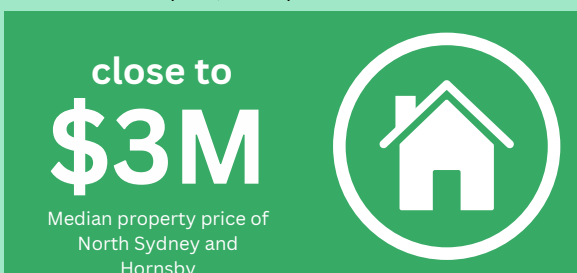 close to
$3M
Median property price of
North Sydney and
Hornsby